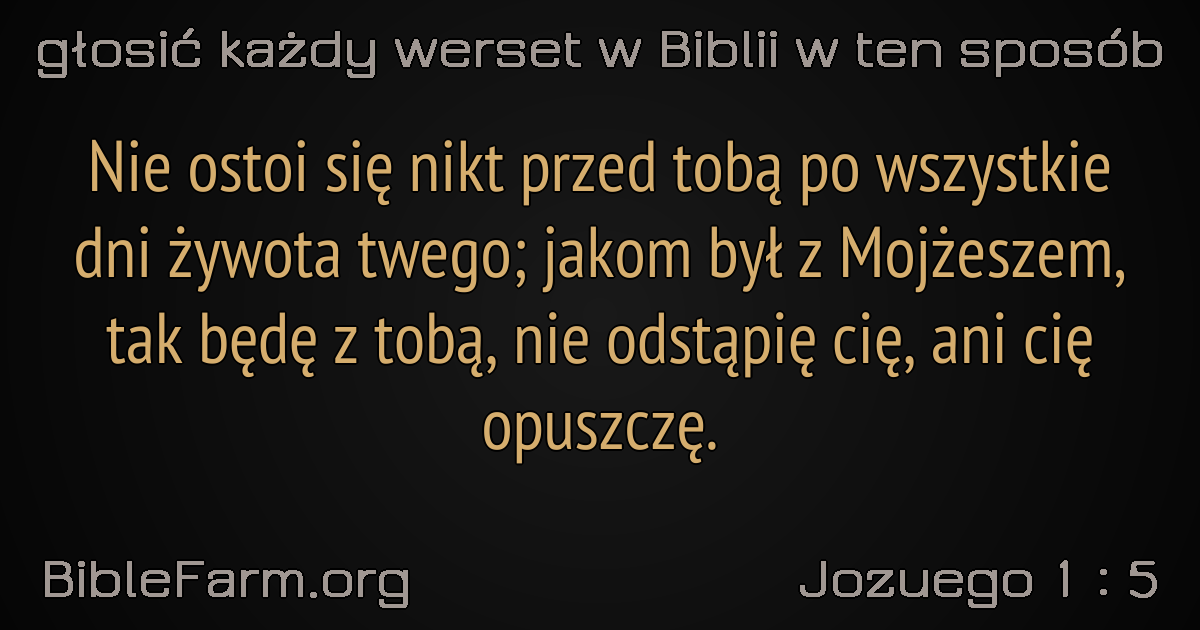 głosić każdy werset w Biblii w ten sposób
Nie ostoi się nikt przed tobą po wszystkie
dni żywota twego; jakom był z Mojżeszem,
tak będę z tobą, nie odstąpię cię, ani cię
opuszczę.
BibleFarm.org
Jozuego 1 : 5